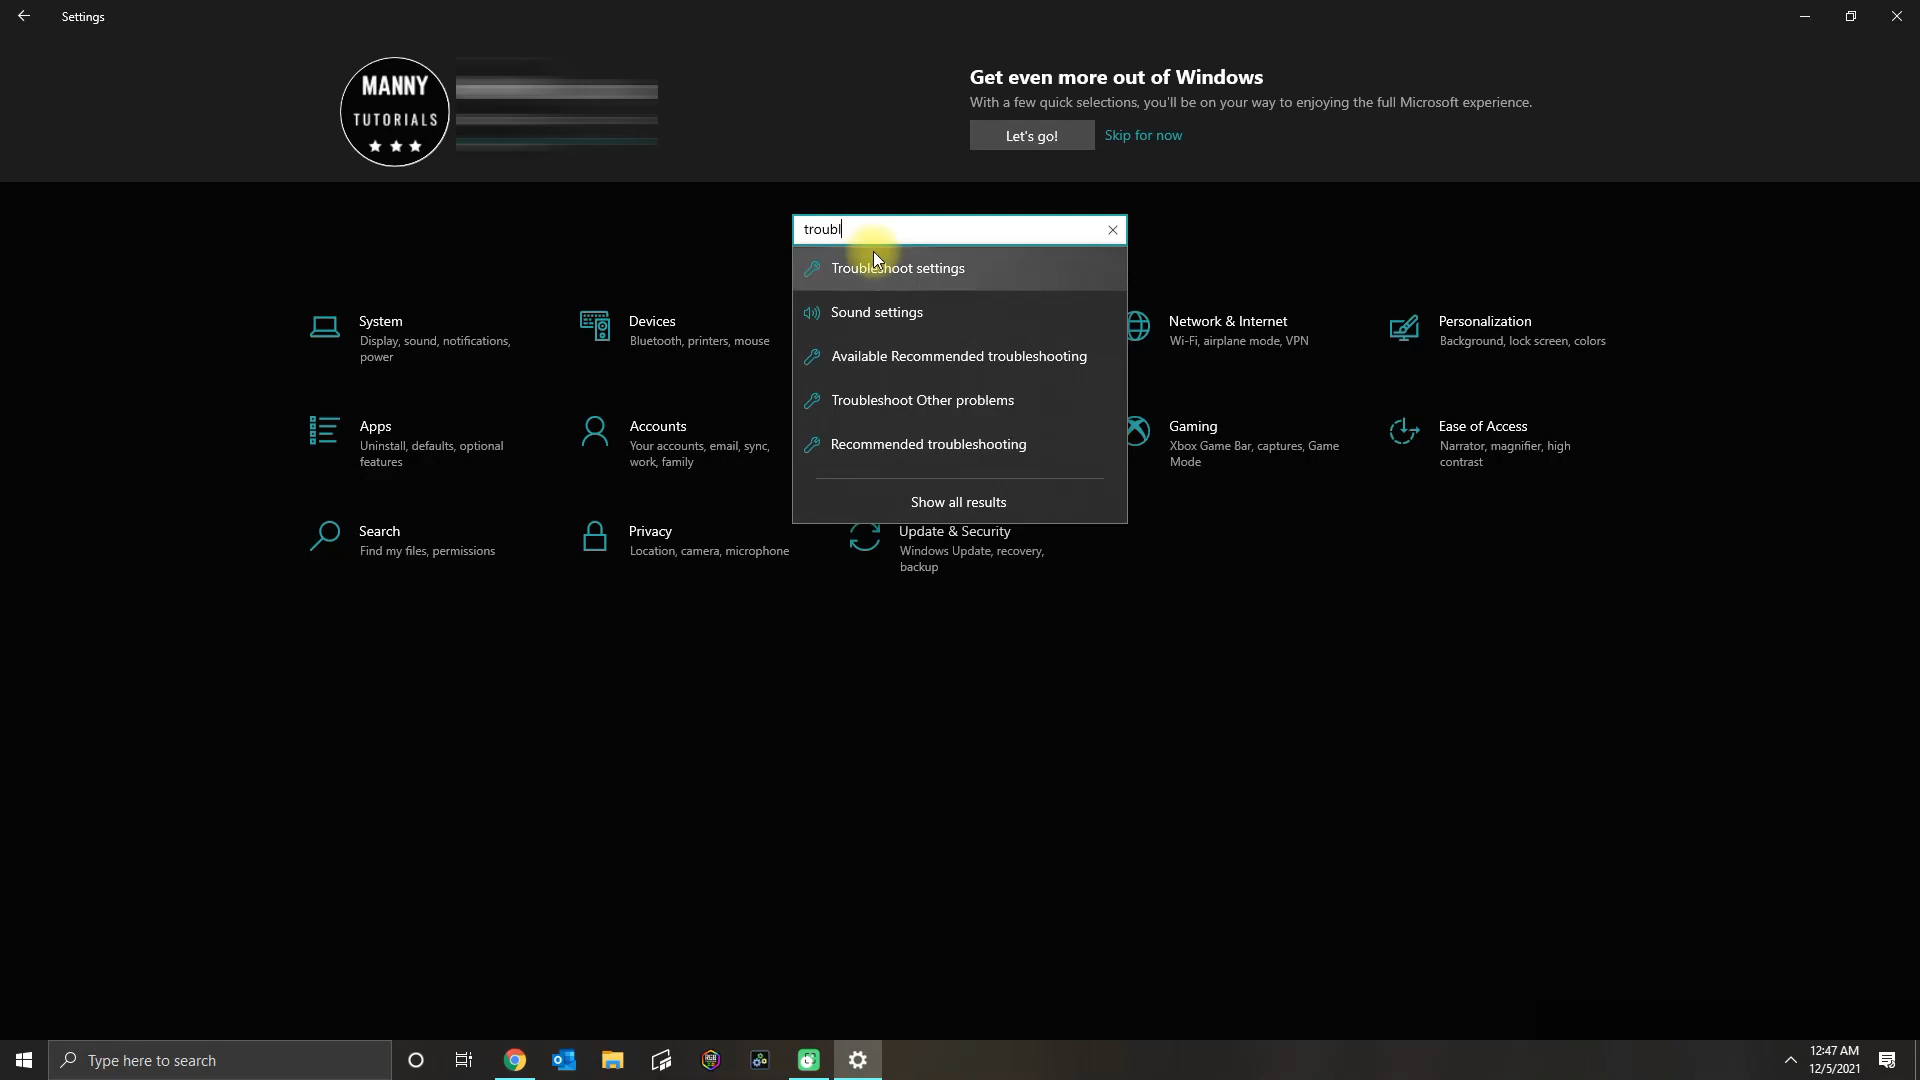 Settings
MANNY
TUTORIALS
Get even more out of Windows
With a few quick selections, you'll be on your way to enjoying the full Microsoft experience.
Let's go!
Skip for now
troubl
Troubleshoot settings
Sound settings
Available Recommended troubleshooting
Troubleshoot Other problems
Recommended troubleshooting
Show all results
System
Display, sound, notifications,
power
Devices
Bluetooth, printers, mouse
Network & Internet
Wi-Fi, airplane mode, VPN
Personalization
Background, lock screen, colors
Apps
Uninstall, defaults, optional
features
Accounts
Your accounts, email, sync,
work, family
Gaming
Xbox Game Bar, captures, Game
Mode
Ease of Access
Narrator, magnifier, high
contrast
Search
Find my files, permissions
Privacy
Location, camera, microphone
Update & Security
Windows Update, recovery,
backup
Type here to search
12:47 AM
12/5/2021